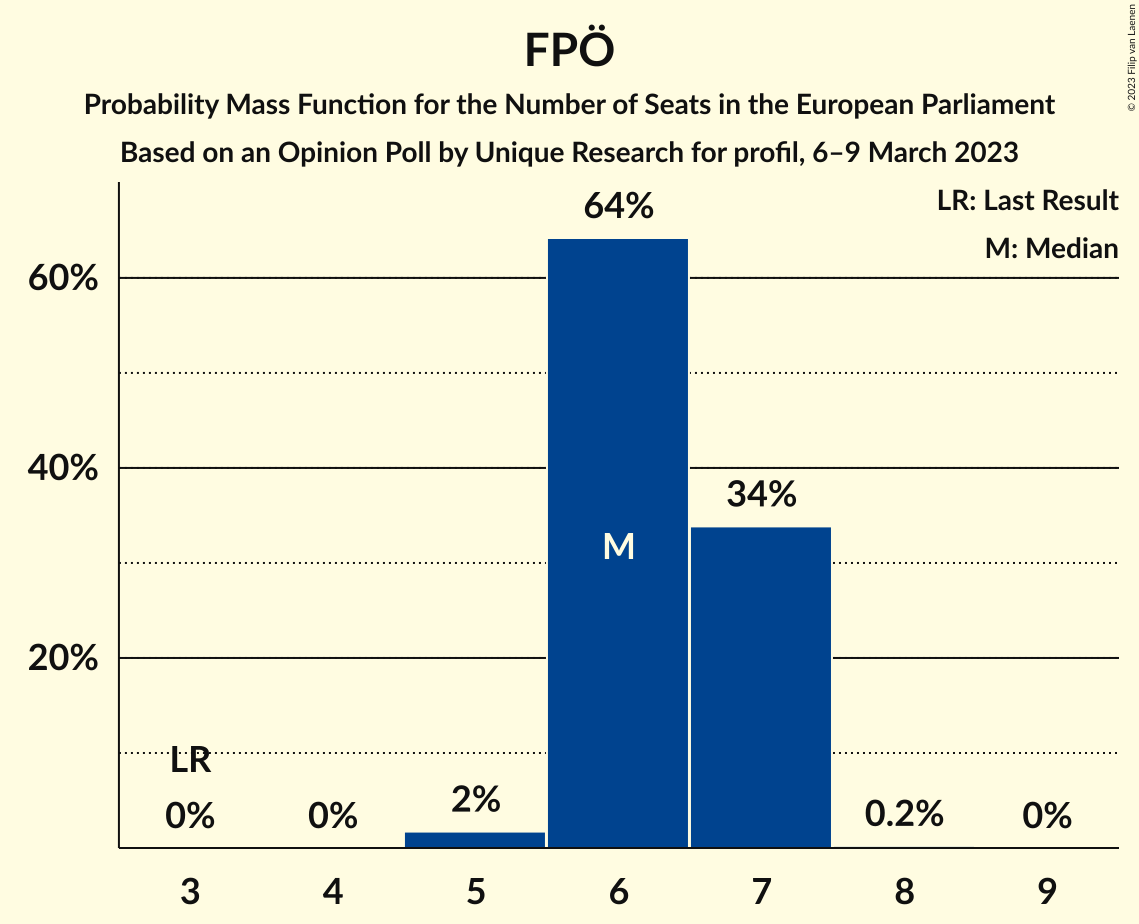 FPÖ
Probability Mass Function for the Number of Seats in the European Parliament
Based on an Opinion Poll by Unique Research for profil, 6–9 March 2023
© 2023 Filip van Laenen
LR: Last Result
M: Median
64%
60%
40%
34%
M
20%
LR
0%
0%
2%
0.2%
0%
3
4
5
6
7
8
9